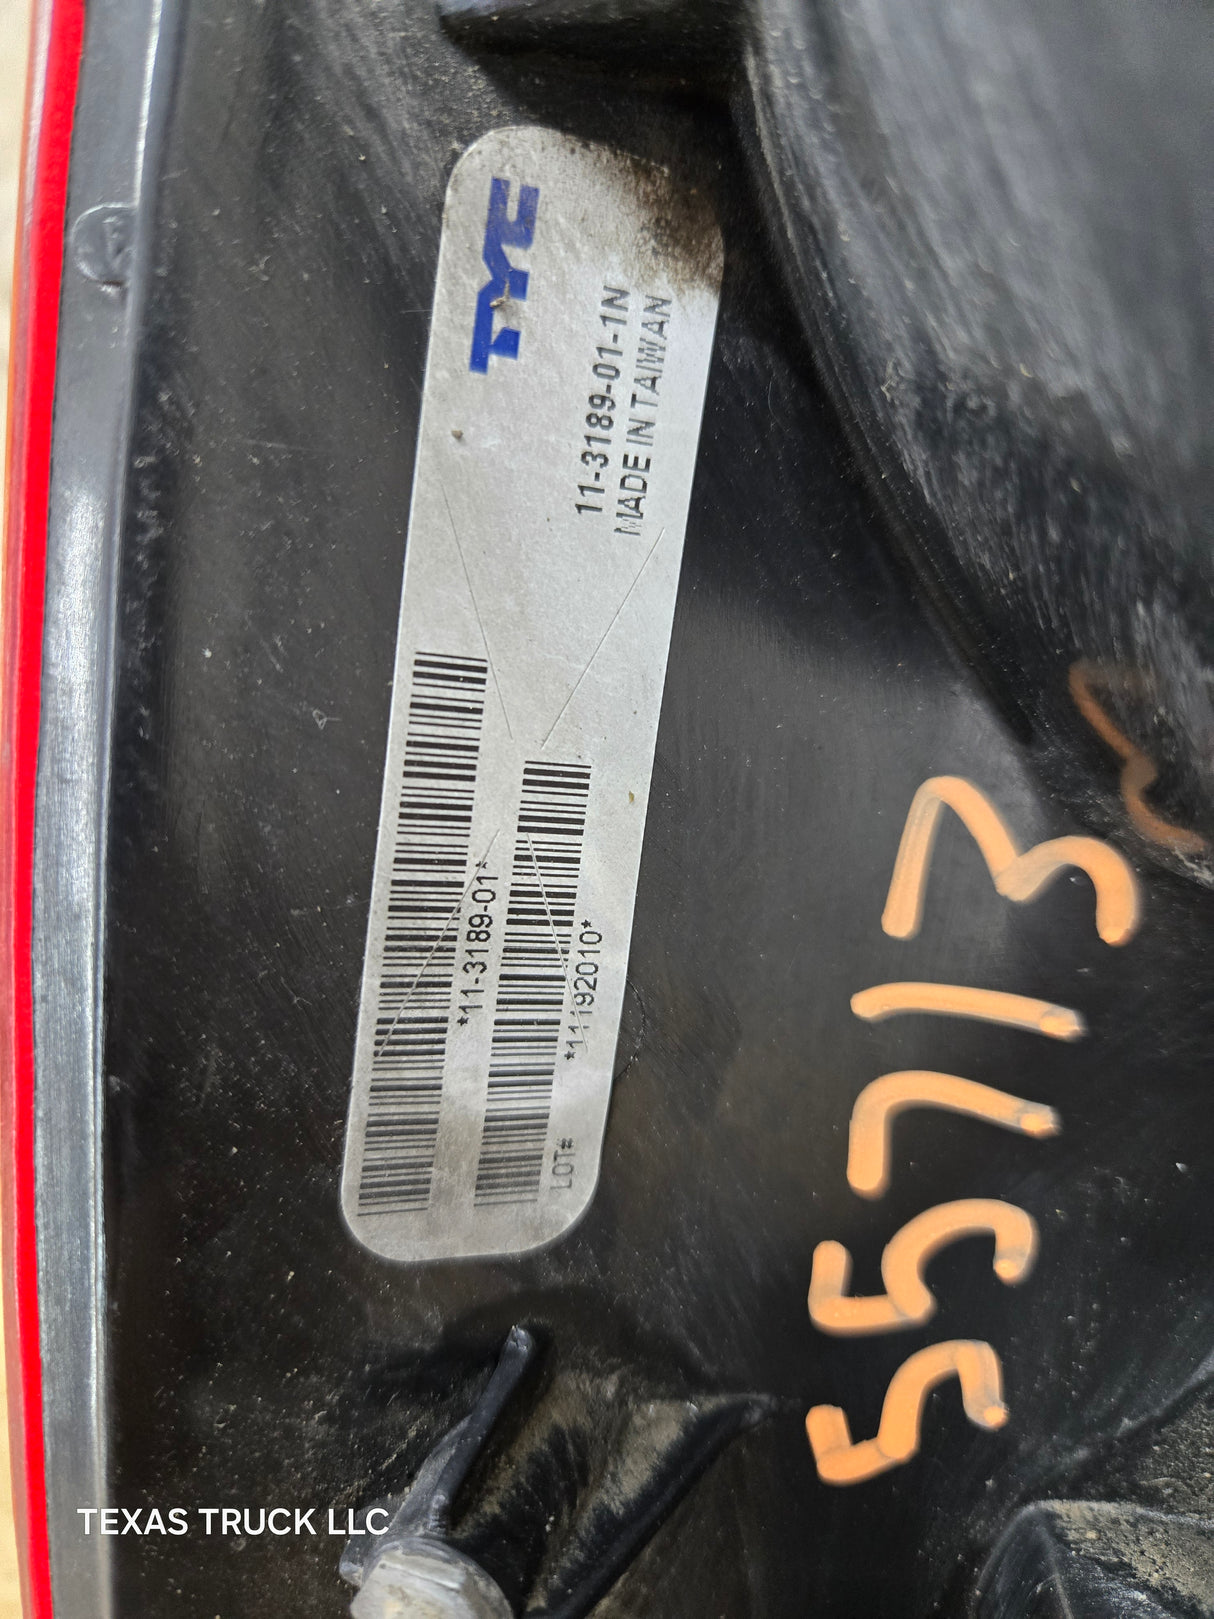 TYC
11-3189-01-1N
MADE IN TAIWAN
*11-3189-01*
LOT# *11192010*
55713
TEXAS TRUCK LLC